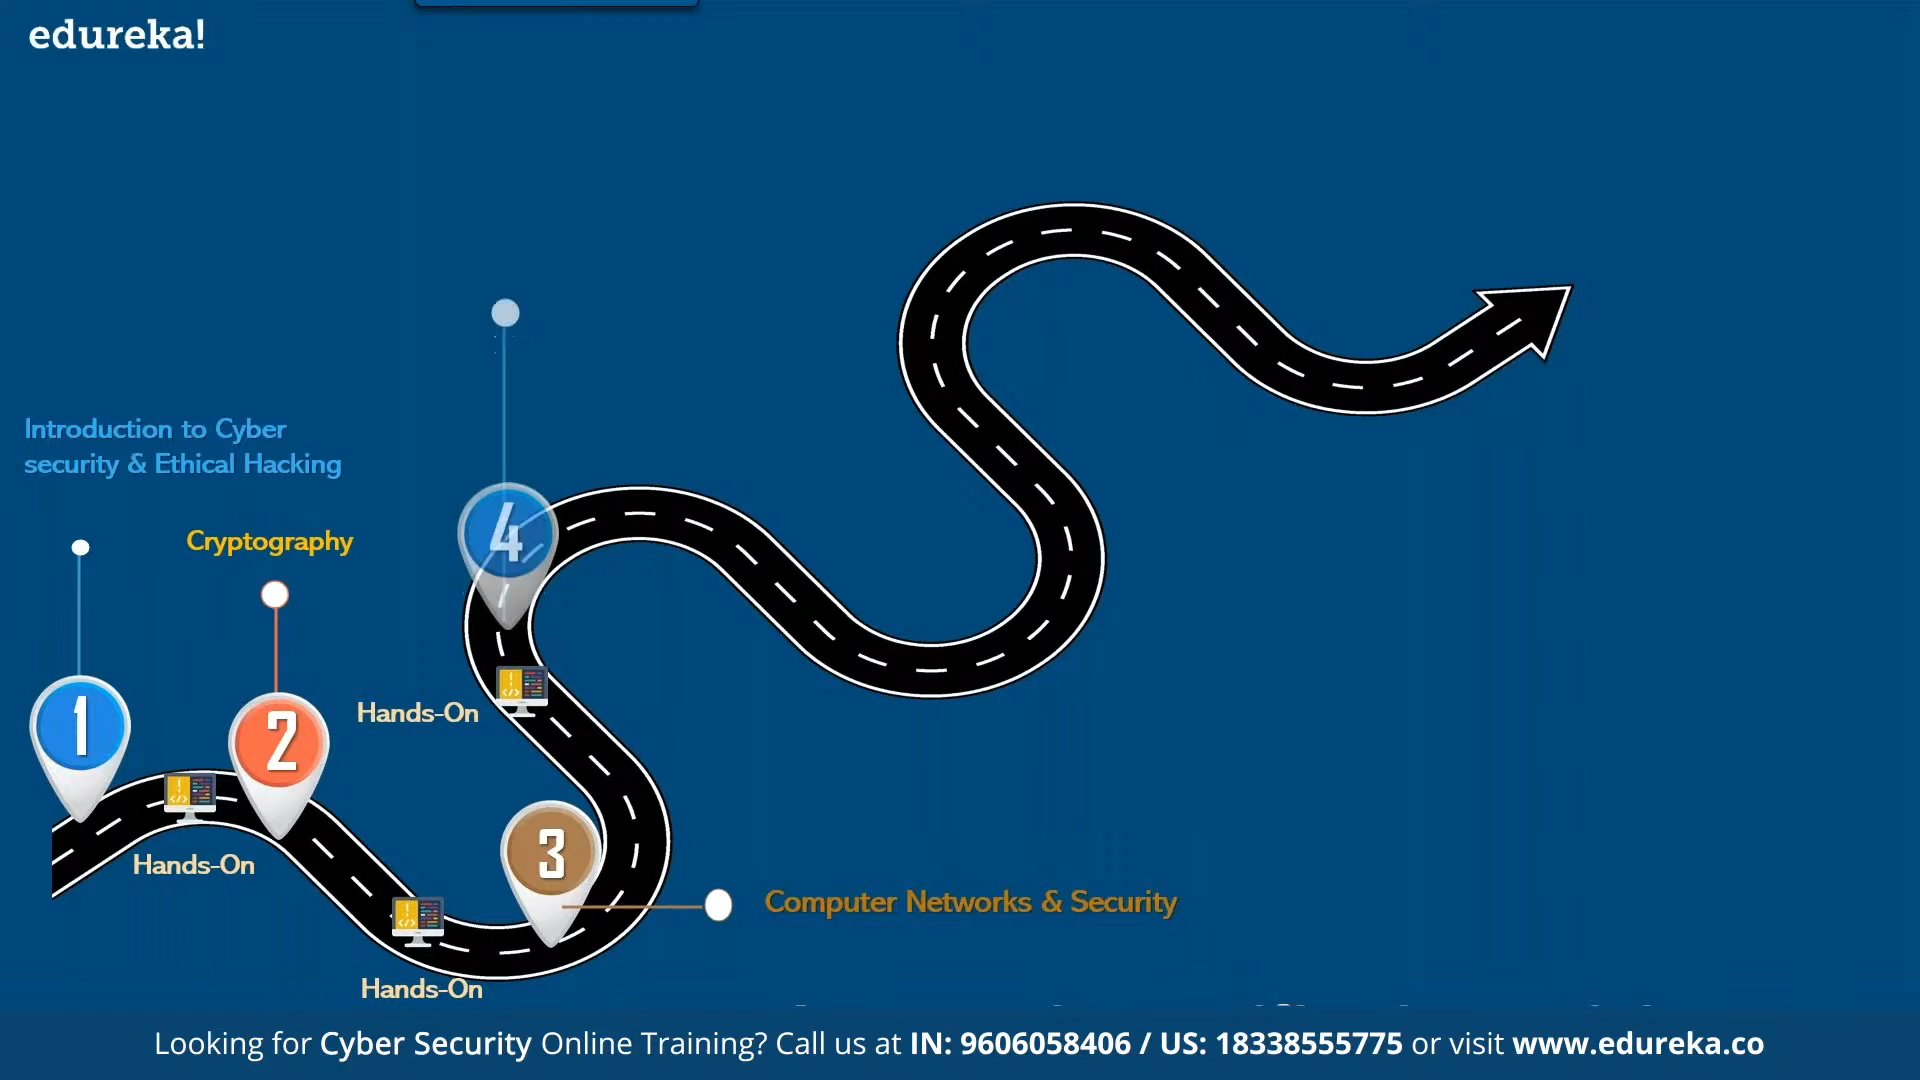 edureka!
Introduction to Cyber
security & Ethical Hacking
Cryptography
4
1
2
Hands-On
3
Hands-On
Computer Networks & Security
Hands-On
Looking for Cyber Security Online Training? Call us at IN: 9606058406 / US: 18338555775 or visit www.edureka.co